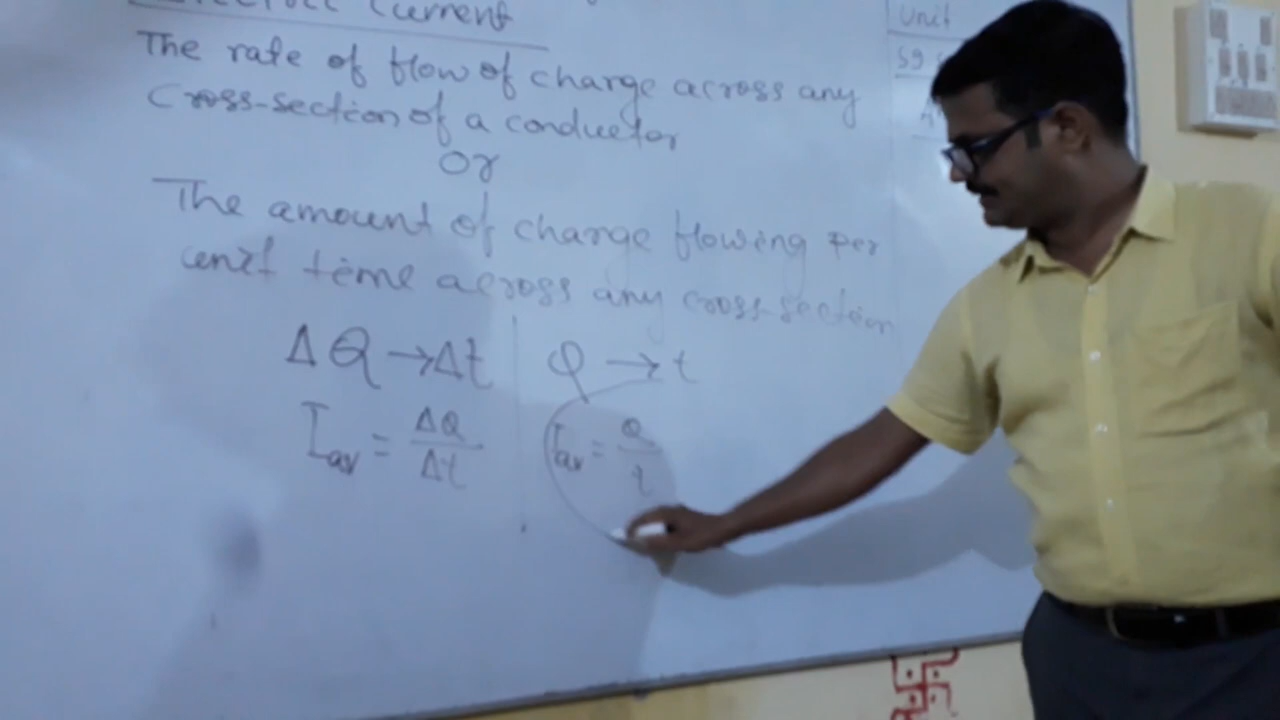 Electric Current
The rate of flow of charge across any
Cross-section of a conductor
Or
The amount of charge flowing per
unit time across any cross-section
ΔQ → Δt
I_av = ΔQ/Δt
Q → t
I_av = Q/t
Unit